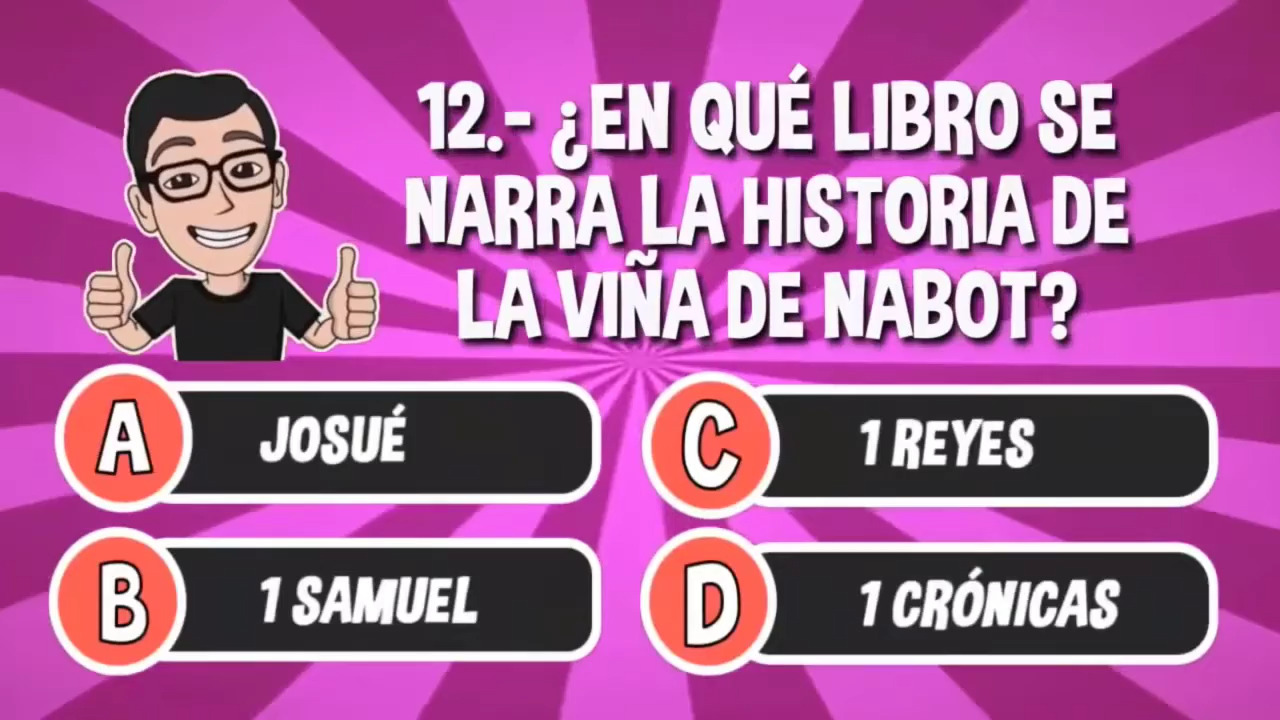 12.- ¿EN QUÉ LIBRO SE
NARRA LA HISTORIA DE
LA VIÑA DE NABOT?
A JOSUÉ
C 1 REYES
B 1 SAMUEL
D 1 CRÓNICAS